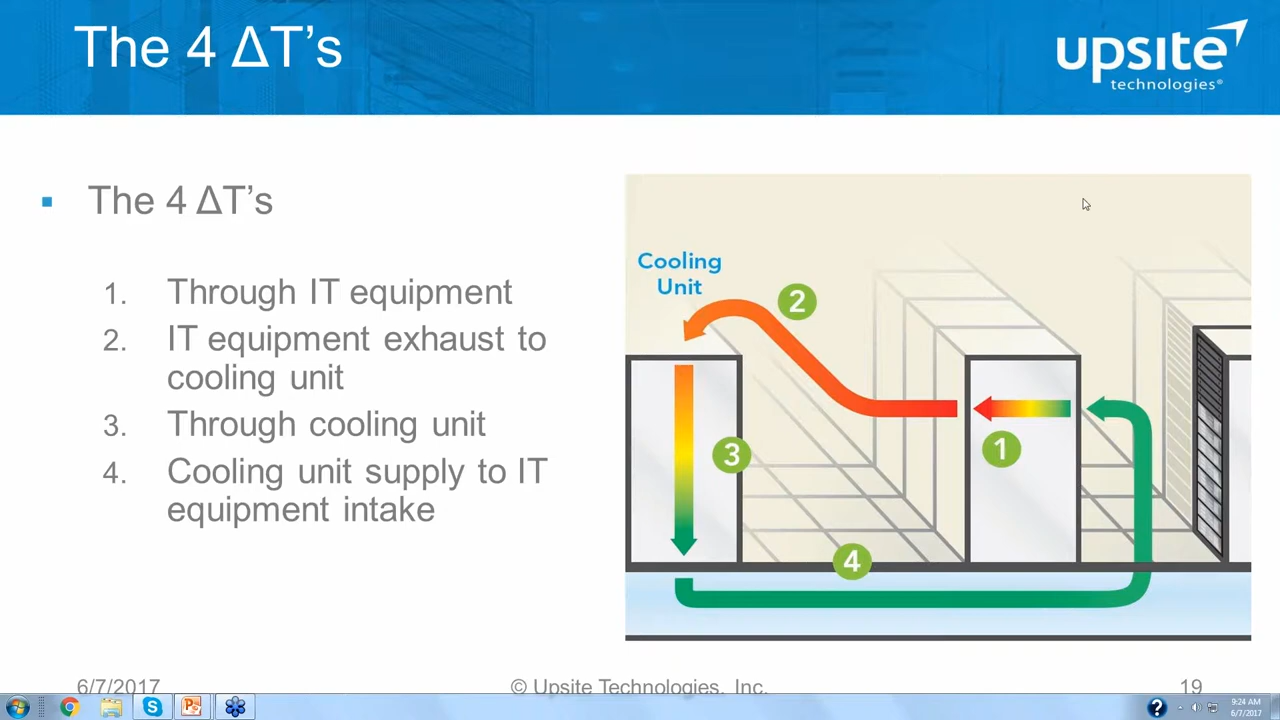 The 4 ΔT's
upsite
technologies®
The 4 ΔT's
1. Through IT equipment
2. IT equipment exhaust to
cooling unit
3. Through cooling unit
4. Cooling unit supply to IT
equipment intake
Cooling
Unit
2
1
3
4
6/7/2017
© Upsite Technologies, Inc.
19
9:24 AM
6/7/2017